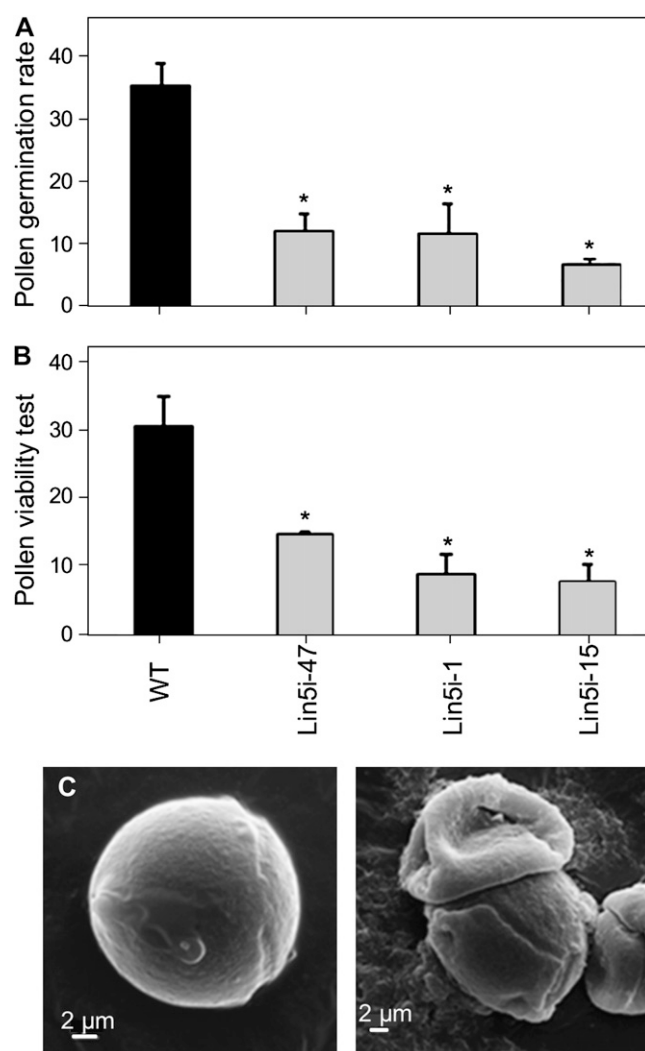 A
Pollen germination rate
40
30
20
10
0
*
*
*
B
Pollen viability test
40
30
20
10
0
*
*
*
WT
Lin5i-47
Lin5i-1
Lin5i-15
C
2 µm
2 µm